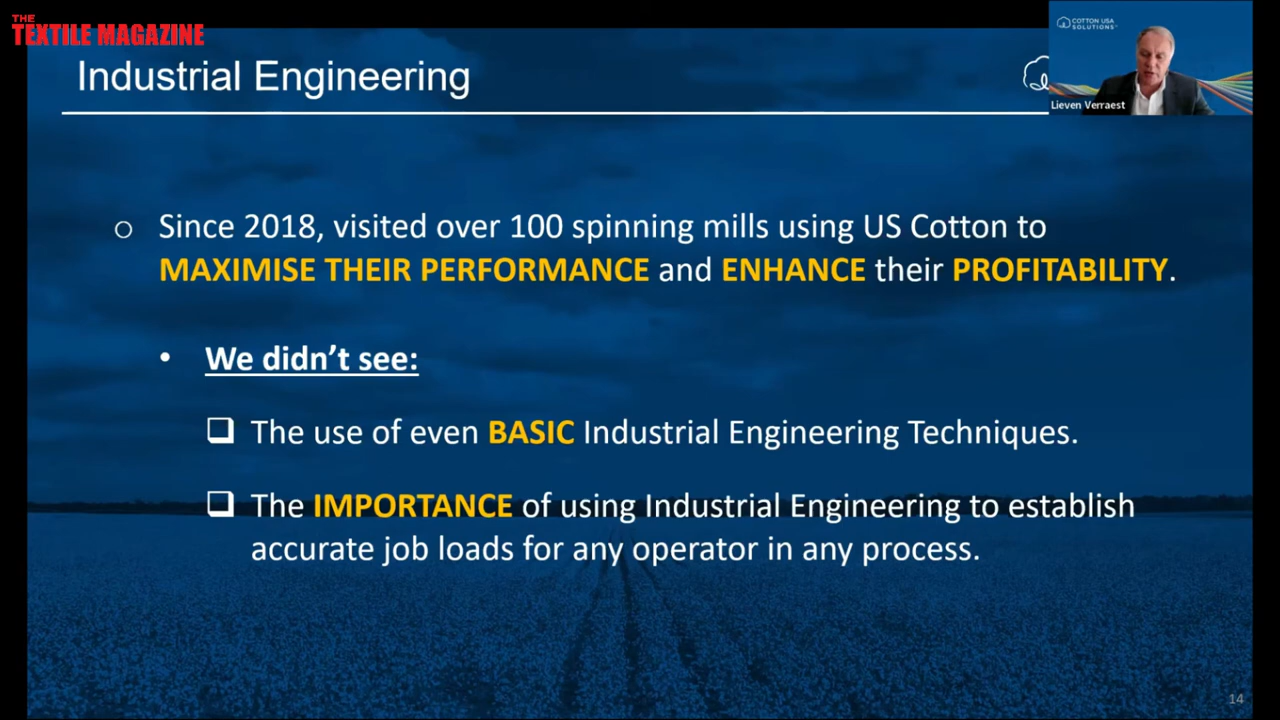 THE
TEXTILE MAGAZINE
Industrial Engineering
COTTON USA
SOLUTIONS
Lieven Verraest
o Since 2018, visited over 100 spinning mills using US Cotton to
MAXIMISE THEIR PERFORMANCE and ENHANCE their PROFITABILITY.
• We didn’t see:
❑ The use of even BASIC Industrial Engineering Techniques.
❑ The IMPORTANCE of using Industrial Engineering to establish
accurate job loads for any operator in any process.
14